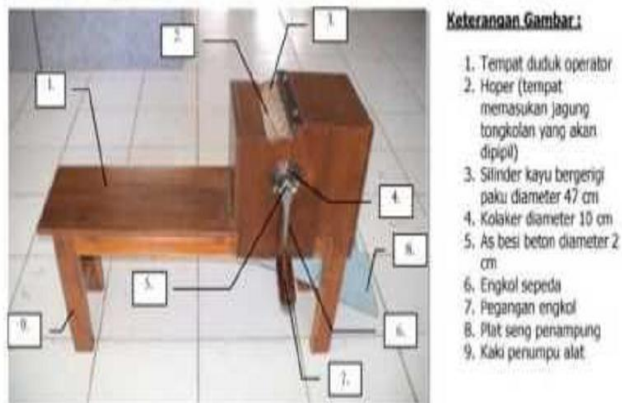 Keterangan Gambar :
1. Tempat duduk operator
2. Hoper (tempat
memasukan jagung
tongkolan yang akan
dipipil)
3. Silinder kayu bergerigi
paku diameter 47 cm
4. Kolaker diameter 10 cm
5. As besi beton diameter 2
cm
6. Engkol sepeda
7. Pegangan engkol
8. Plat seng penampung
9. Kaki penumpu alat
3.
2.
1.
4.
8.
5.
9.
6.
7.